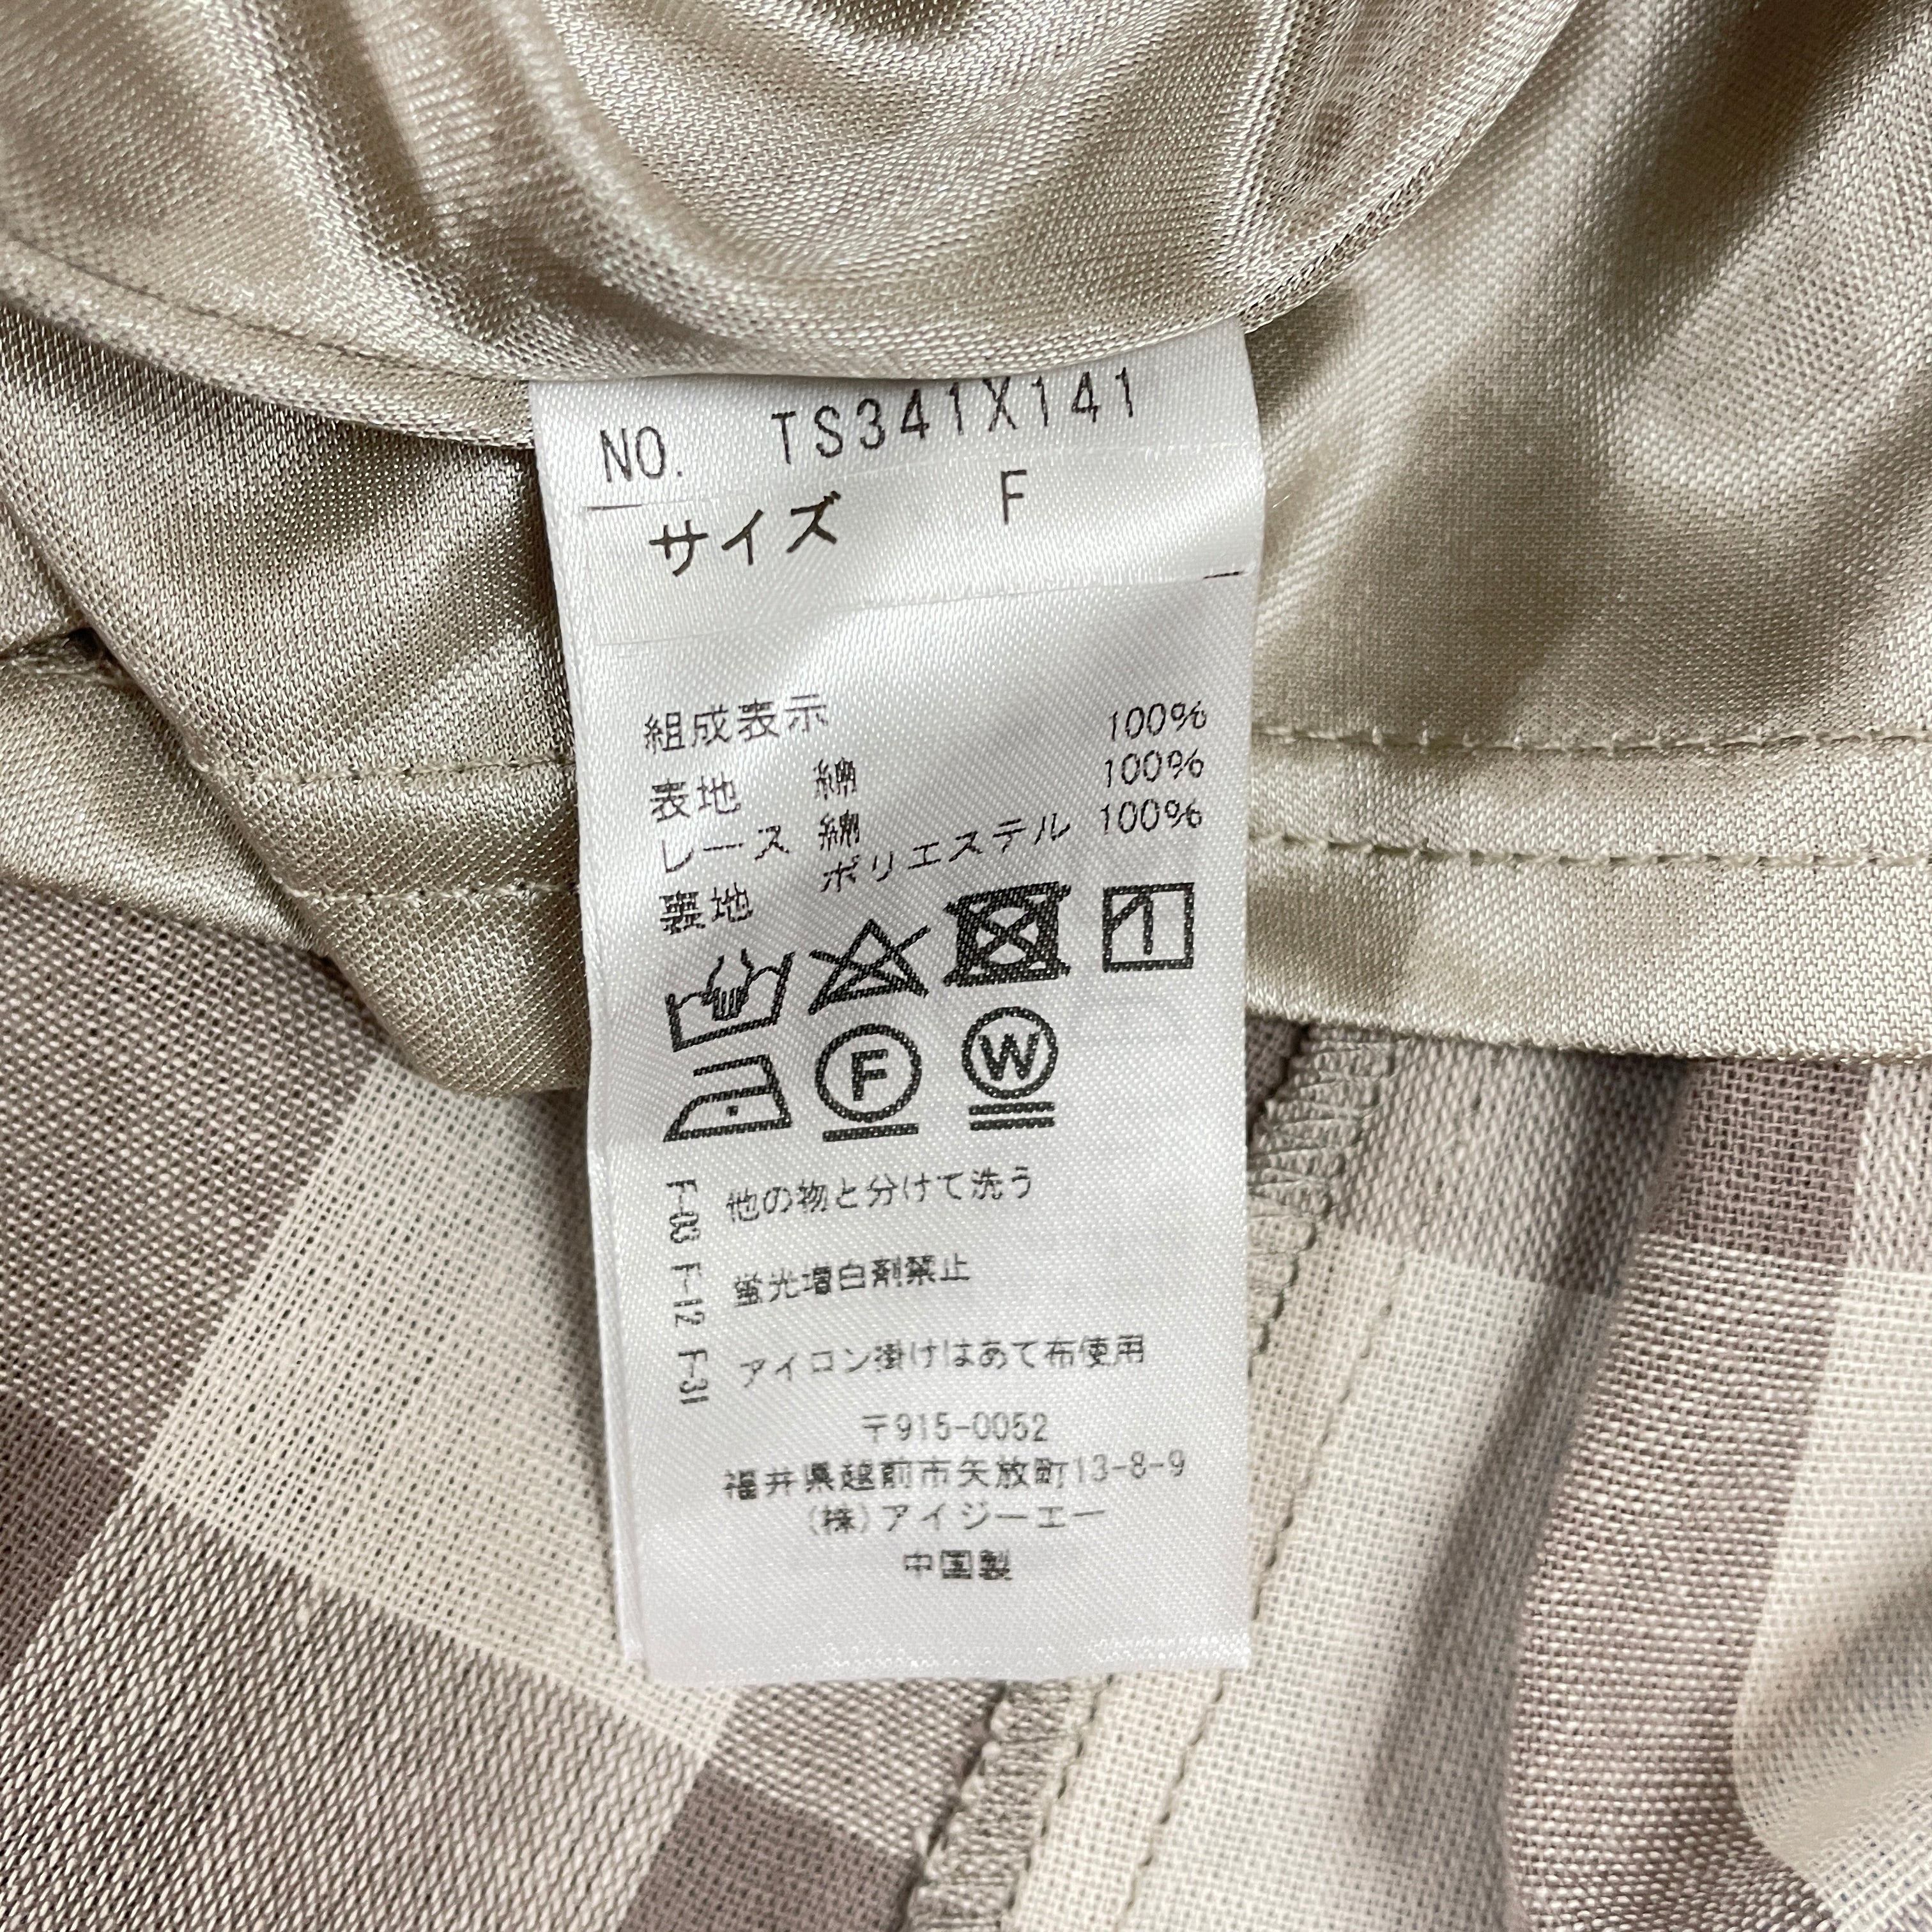 NO. TS341X141
サイズ F
組成表示
表地 綿 100%
レース 綿 100%
裏地 ポリエステル 100%
F
W
F-03 他の物と分けて洗う
F-12 蛍光増白剤禁止
F-31 アイロン掛けはあて布使用
〒915-0052
福井県越前市矢放町13-8-9
(株)アイジーエー
中国製